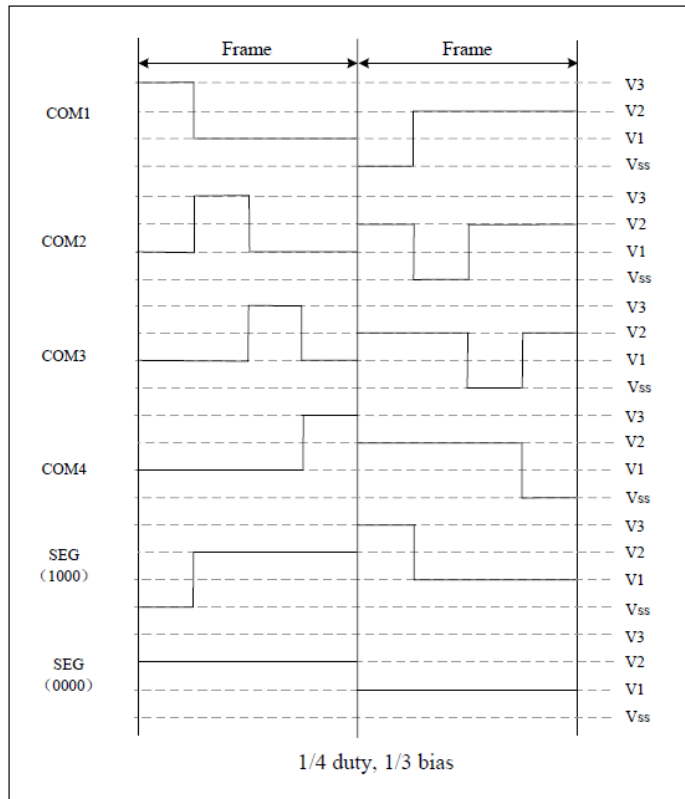 Frame Frame
V3
COM1 V2
V1
Vss
V3
COM2 V2
V1
Vss
V3
COM3 V2
V1
Vss
V3
COM4 V2
V1
Vss
V3
SEG V2
（1000） V1
Vss
V3
SEG V2
（0000） V1
Vss
1/4 duty, 1/3 bias